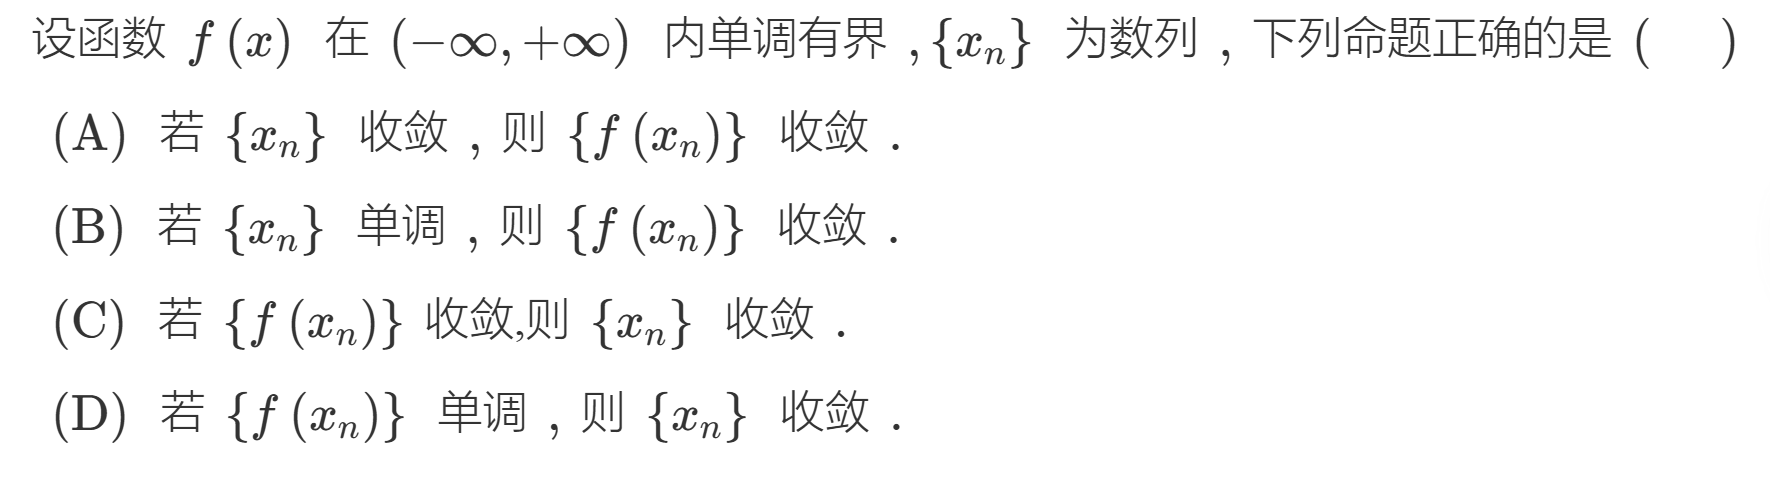 设函数 f (x) 在 (−∞, +∞) 内单调有界 , {xₙ} 为数列 , 下列命题正确的是 ( )
(A) 若 {xₙ} 收敛 , 则 {f (xₙ)} 收敛 .
(B) 若 {xₙ} 单调 , 则 {f (xₙ)} 收敛 .
(C) 若 {f (xₙ)} 收敛,则 {xₙ} 收敛 .
(D) 若 {f (xₙ)} 单调 , 则 {xₙ} 收敛 .